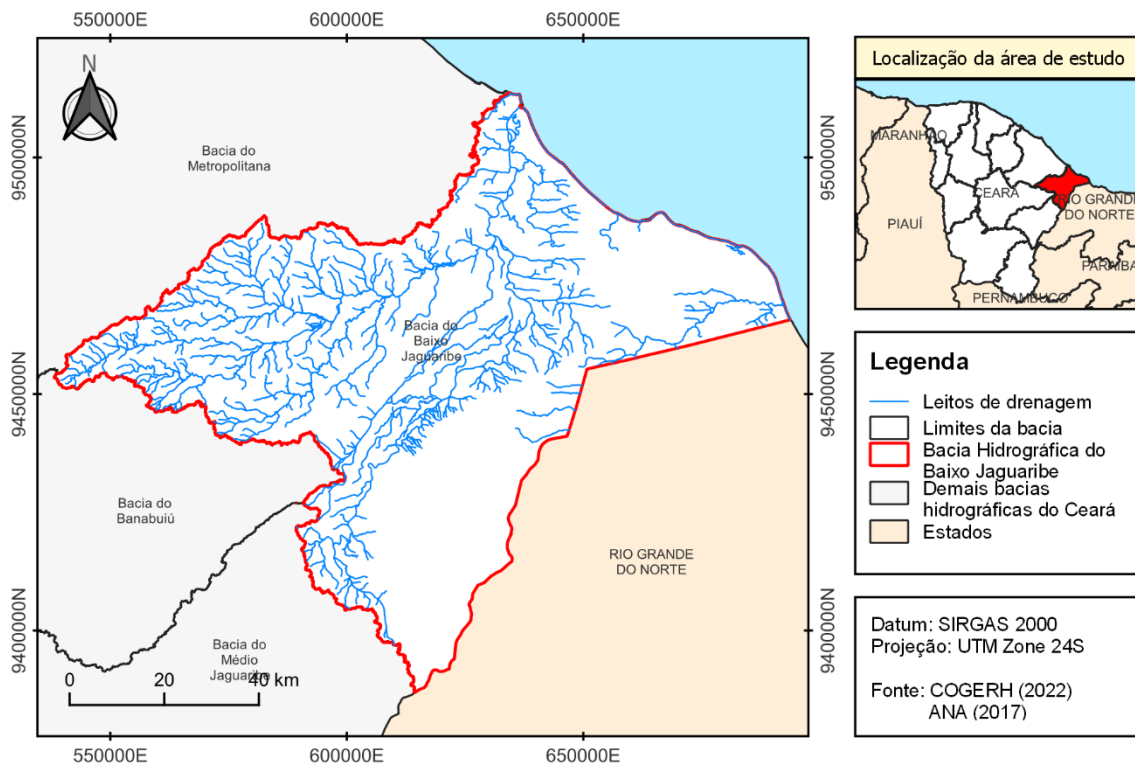 550000E
600000E
650000E
N
Bacia do
Metropolitana
9500000N
9500000N
Bacia do
Baixo
Jaguaribe
9450000N
9450000N
Bacia do
Banabuiú
RIO GRANDE
DO NORTE
9400000N
9400000N
Bacia do
Médio
Jaguaribe
0
20
40 km
550000E
600000E
650000E
Localização da área de estudo
MARANHÃO
CEARÁ
RIO GRANDE
DO NORTE
PIAUÍ
PARAÍBA
PERNAMBUCO
Legenda
Leitos de drenagem
Limites da bacia
Bacia Hidrográfica do
Baixo Jaguaribe
Demais bacias
hidrográficas do Ceará
Estados
Datum: SIRGAS 2000
Projeção: UTM Zone 24S
Fonte: COGERH (2022)
ANA (2017)